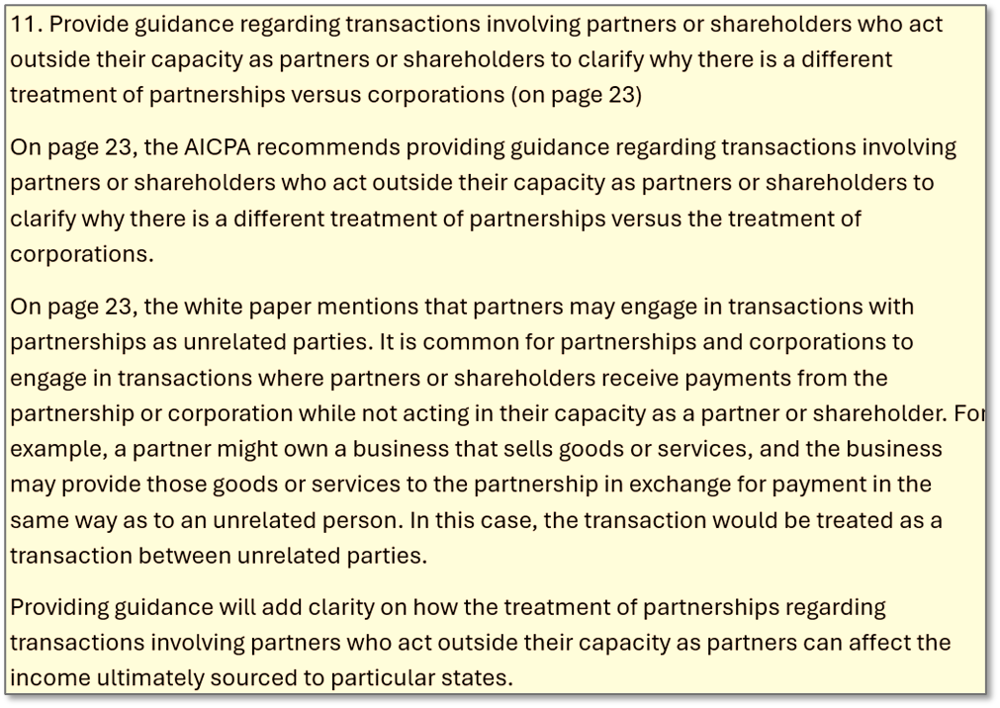 11. Provide guidance regarding transactions involving partners or shareholders who act
outside their capacity as partners or shareholders to clarify why there is a different
treatment of partnerships versus corporations (on page 23)
On page 23, the AICPA recommends providing guidance regarding transactions involving
partners or shareholders who act outside their capacity as partners or shareholders to
clarify why there is a different treatment of partnerships versus the treatment of
corporations.
On page 23, the white paper mentions that partners may engage in transactions with
partnerships as unrelated parties. It is common for partnerships and corporations to
engage in transactions where partners or shareholders receive payments from the
partnership or corporation while not acting in their capacity as a partner or shareholder. For
example, a partner might own a business that sells goods or services, and the business
may provide those goods or services to the partnership in exchange for payment in the
same way as to an unrelated person. In this case, the transaction would be treated as a
transaction between unrelated parties.
Providing guidance will add clarity on how the treatment of partnerships regarding
transactions involving partners who act outside their capacity as partners can affect the
income ultimately sourced to particular states.